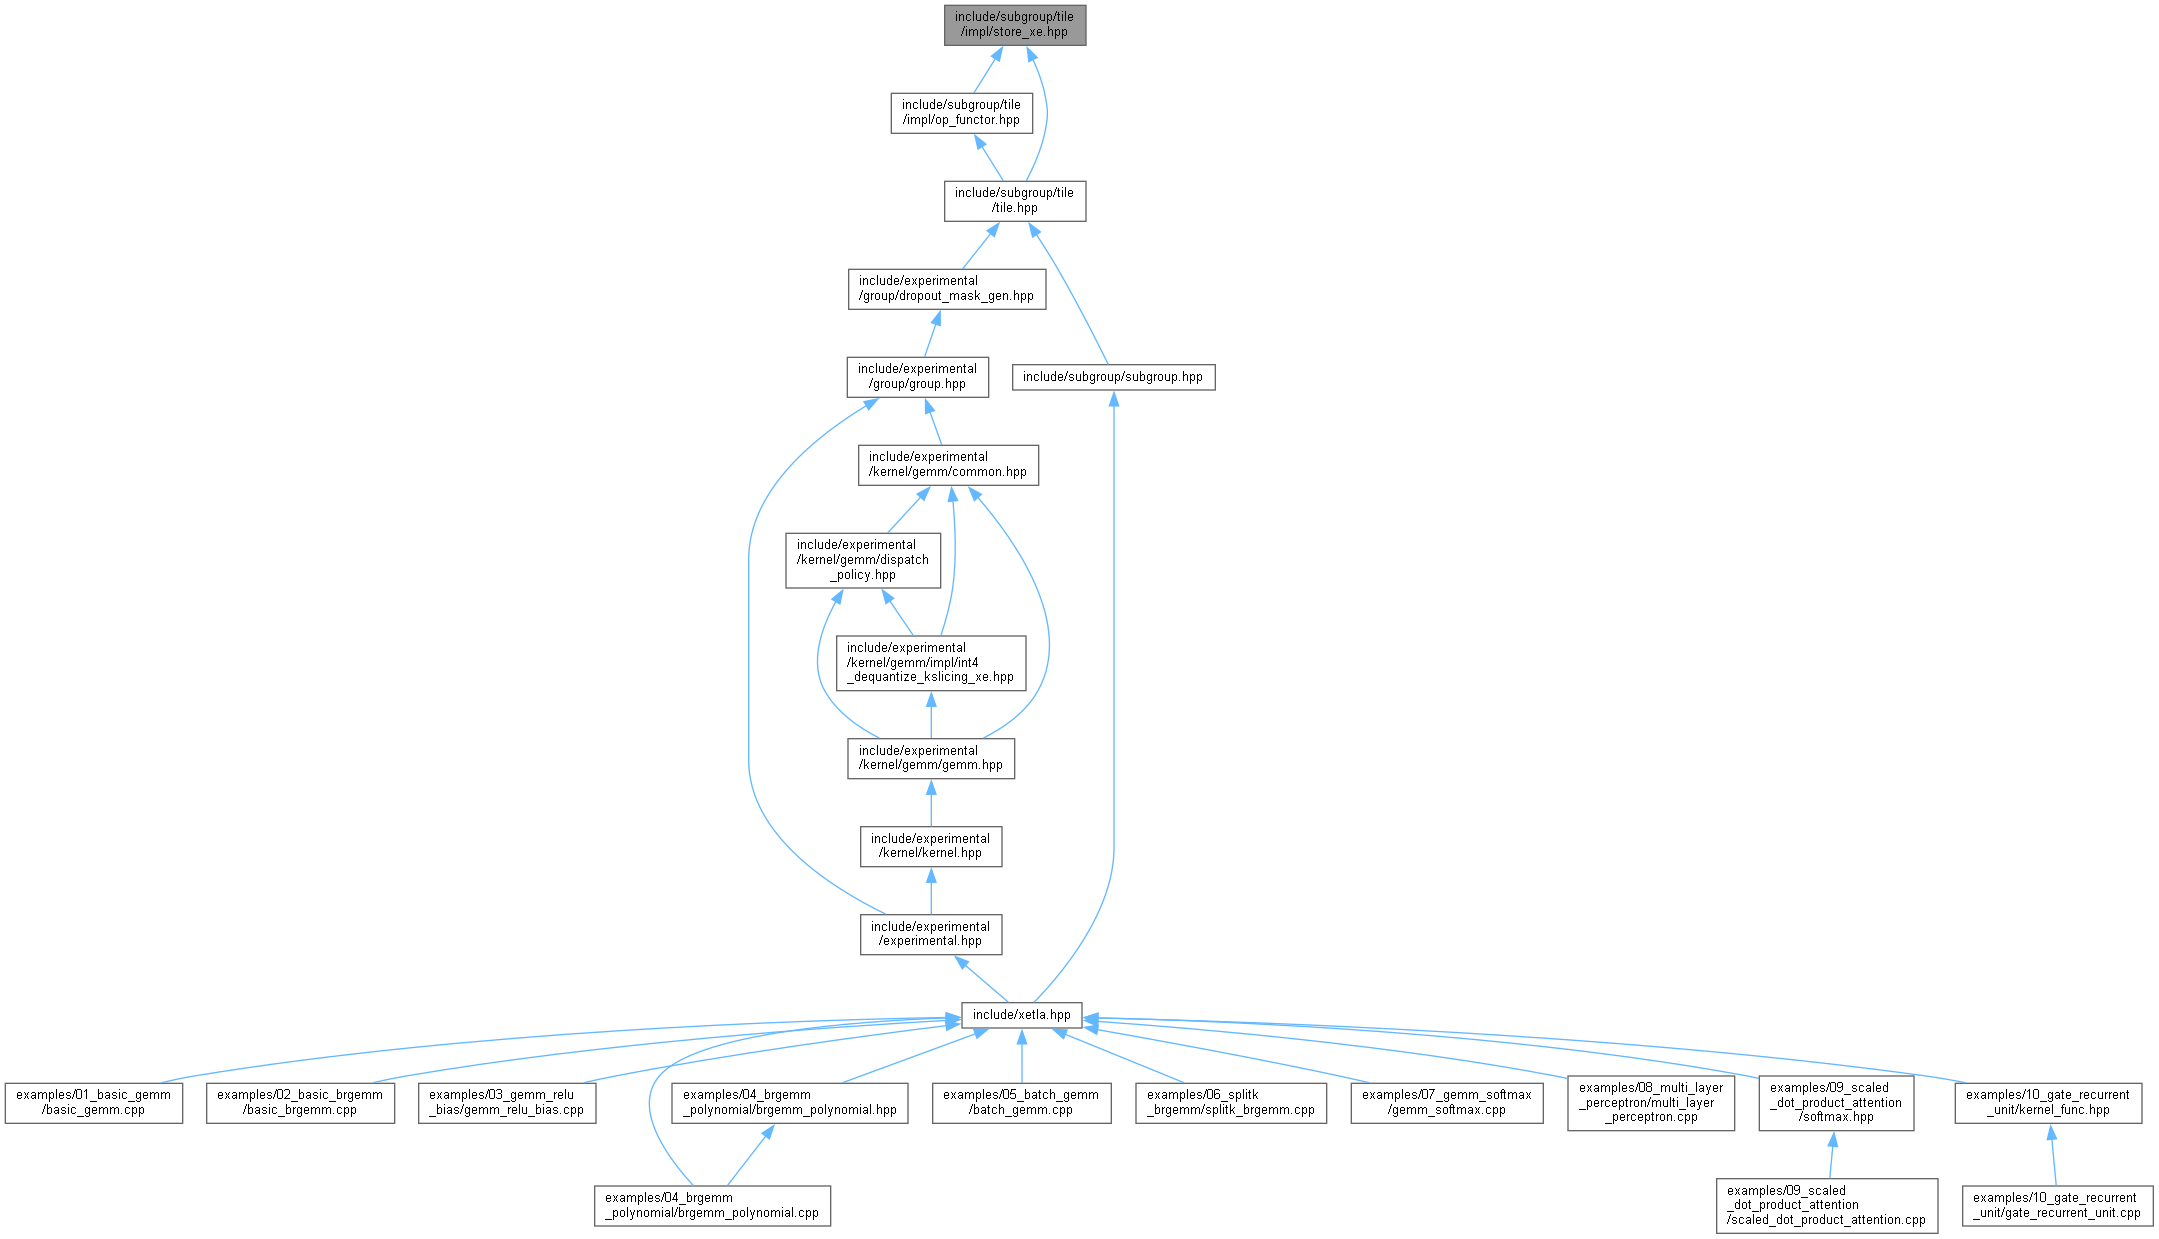 include/subgroup/tile
/impl/store_xe.hpp
include/subgroup/tile
/impl/op_functor.hpp
include/subgroup/tile
/tile.hpp
include/experimental
/group/dropout_mask_gen.hpp
include/experimental
/group/group.hpp
include/subgroup/subgroup.hpp
include/experimental
/kernel/gemm/common.hpp
include/experimental
/kernel/gemm/dispatch
_policy.hpp
include/experimental
/kernel/gemm/impl/int4
_dequantize_kslicing_xe.hpp
include/experimental
/kernel/gemm/gemm.hpp
include/experimental
/kernel/kernel.hpp
include/experimental
/experimental.hpp
include/xetla.hpp
examples/01_basic_gemm
/basic_gemm.cpp
examples/02_basic_brgemm
/basic_brgemm.cpp
examples/03_gemm_relu
_bias/gemm_relu_bias.cpp
examples/04_brgemm
_polynomial/brgemm_polynomial.hpp
examples/05_batch_gemm
/batch_gemm.cpp
examples/06_splitk
_brgemm/splitk_brgemm.cpp
examples/07_gemm_softmax
/gemm_softmax.cpp
examples/08_multi_layer
_perceptron/multi_layer
_perceptron.cpp
examples/09_scaled
_dot_product_attention
/softmax.hpp
examples/10_gate_recurrent
_unit/kernel_func.hpp
examples/04_brgemm
_polynomial/brgemm_polynomial.cpp
examples/09_scaled
_dot_product_attention
/scaled_dot_product_attention.cpp
examples/10_gate_recurrent
_unit/gate_recurrent_unit.cpp